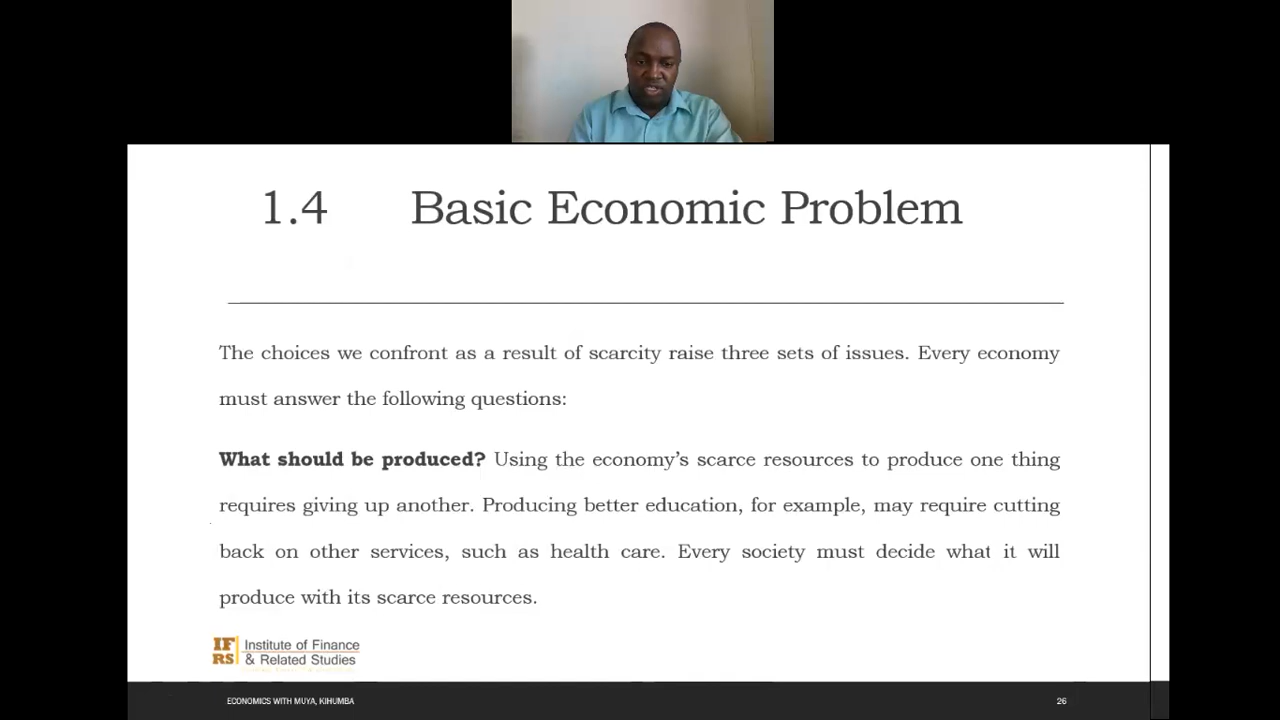 1.4 Basic Economic Problem
The choices we confront as a result of scarcity raise three sets of issues. Every economy
must answer the following questions:
What should be produced? Using the economy's scarce resources to produce one thing
requires giving up another. Producing better education, for example, may require cutting
back on other services, such as health care. Every society must decide what it will
produce with its scarce resources.
IF Institute of Finance
RS & Related Studies
ECONOMICS WITH MUYA, KIHUMBA 26